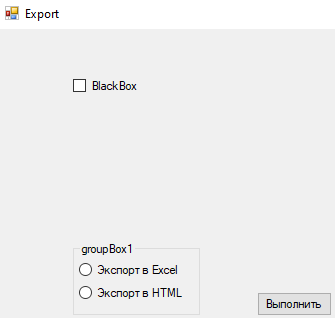 Export
BlackBox
groupBox1
Экспорт в Excel
Экспорт в HTML
Выполнить